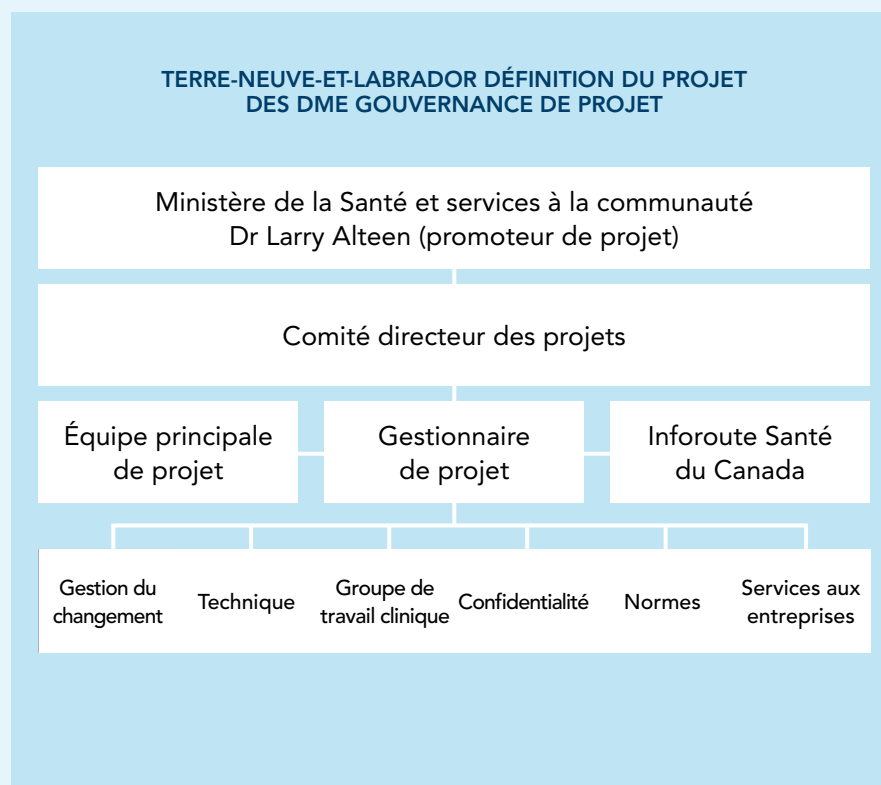 TERRE-NEUVE-ET-LABRADOR DÉFINITION DU PROJET
DES DME GOUVERNANCE DE PROJET
Ministère de la Santé et services à la communauté
Dr Larry Alteen (promoteur de projet)
Comité directeur des projets
Équipe principale
de projet
Gestionnaire
de projet
Inforoute Santé
du Canada
Gestion du
changement
Technique
Groupe de
travail clinique
Confidentialité
Normes
Services aux
entreprises